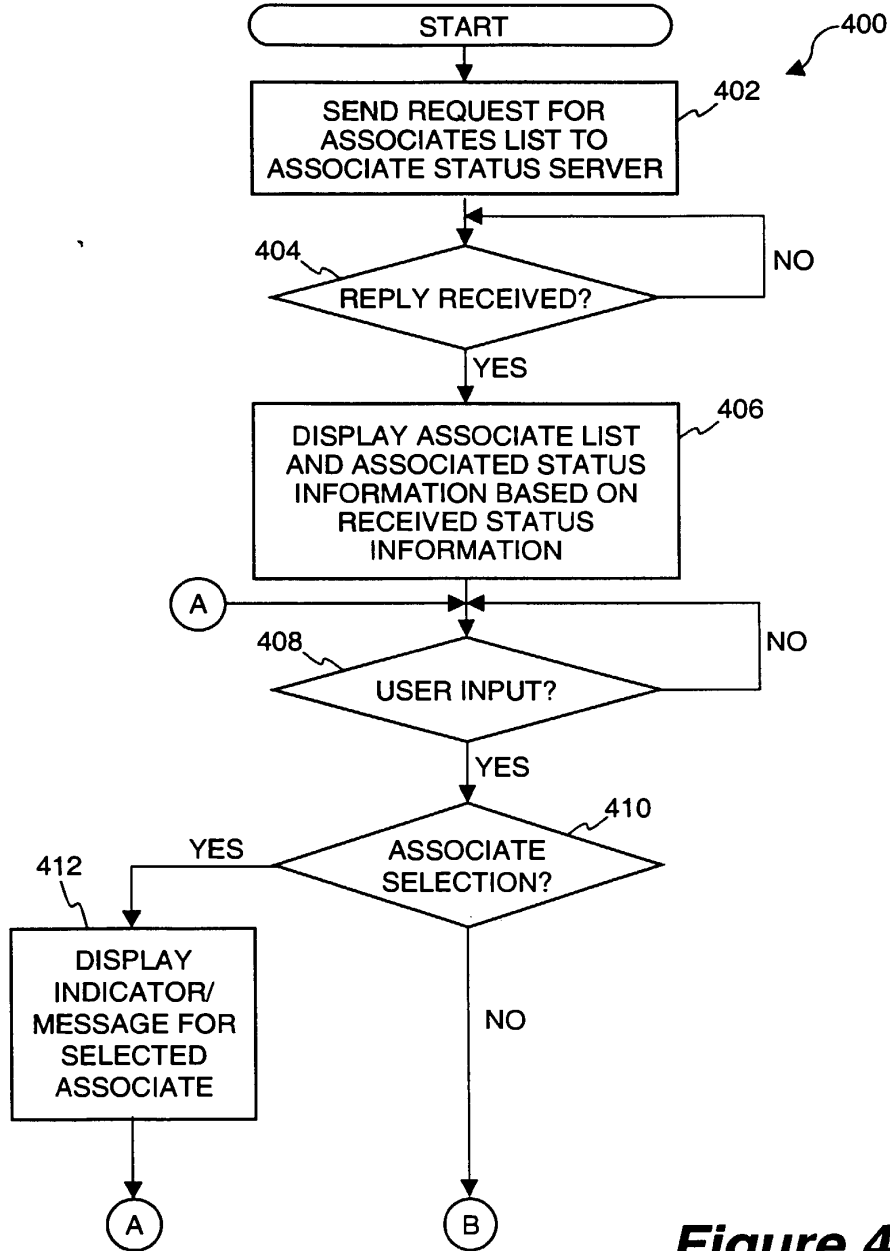 START
400
402
SEND REQUEST FOR
ASSOCIATES LIST TO
ASSOCIATE STATUS SERVER
404
NO
REPLY RECEIVED?
YES
406
DISPLAY ASSOCIATE LIST
AND ASSOCIATED STATUS
INFORMATION BASED ON
RECEIVED STATUS
INFORMATION
A
408
NO
USER INPUT?
YES
410
YES
ASSOCIATE
SELECTION?
412
DISPLAY
INDICATOR/
MESSAGE FOR
SELECTED
ASSOCIATE
NO
A
B
Figure 4